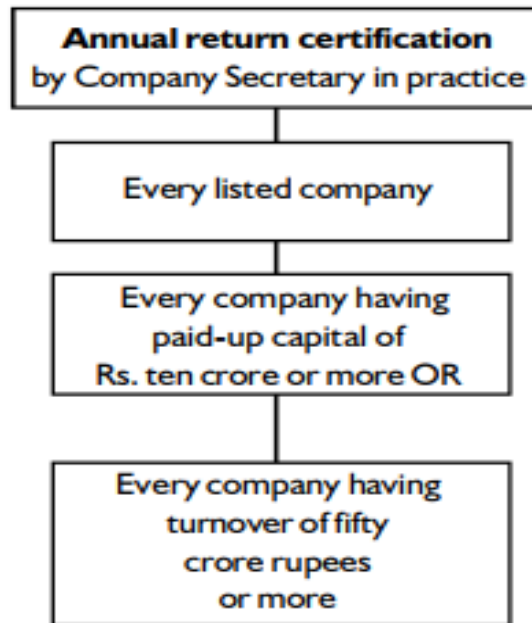 Annual return certification
by Company Secretary in practice
Every listed company
Every company having
paid-up capital of
Rs. ten crore or more OR
Every company having
turnover of fifty
crore rupees
or more